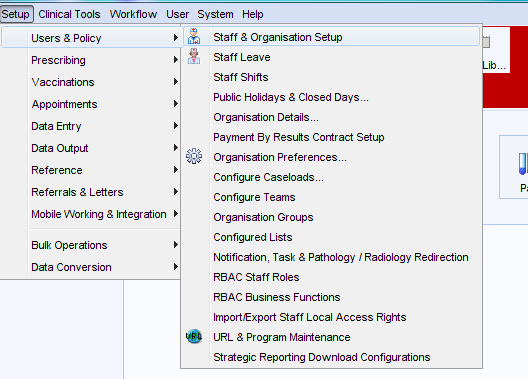 Setup Clinical Tools Workflow User System Help
Users & Policy
Prescribing
Vaccinations
Appointments
Data Entry
Data Output
Reference
Referrals & Letters
Mobile Working & Integration
Bulk Operations
Data Conversion
Staff & Organisation Setup
Staff Leave
Staff Shifts
Public Holidays & Closed Days...
Organisation Details...
Payment By Results Contract Setup
Organisation Preferences...
Configure Caseloads...
Configure Teams
Organisation Groups
Configured Lists
Notification, Task & Pathology / Radiology Redirection
RBAC Staff Roles
RBAC Business Functions
Import/Export Staff Local Access Rights
URL
URL & Program Maintenance
Strategic Reporting Download Configurations
Lib...